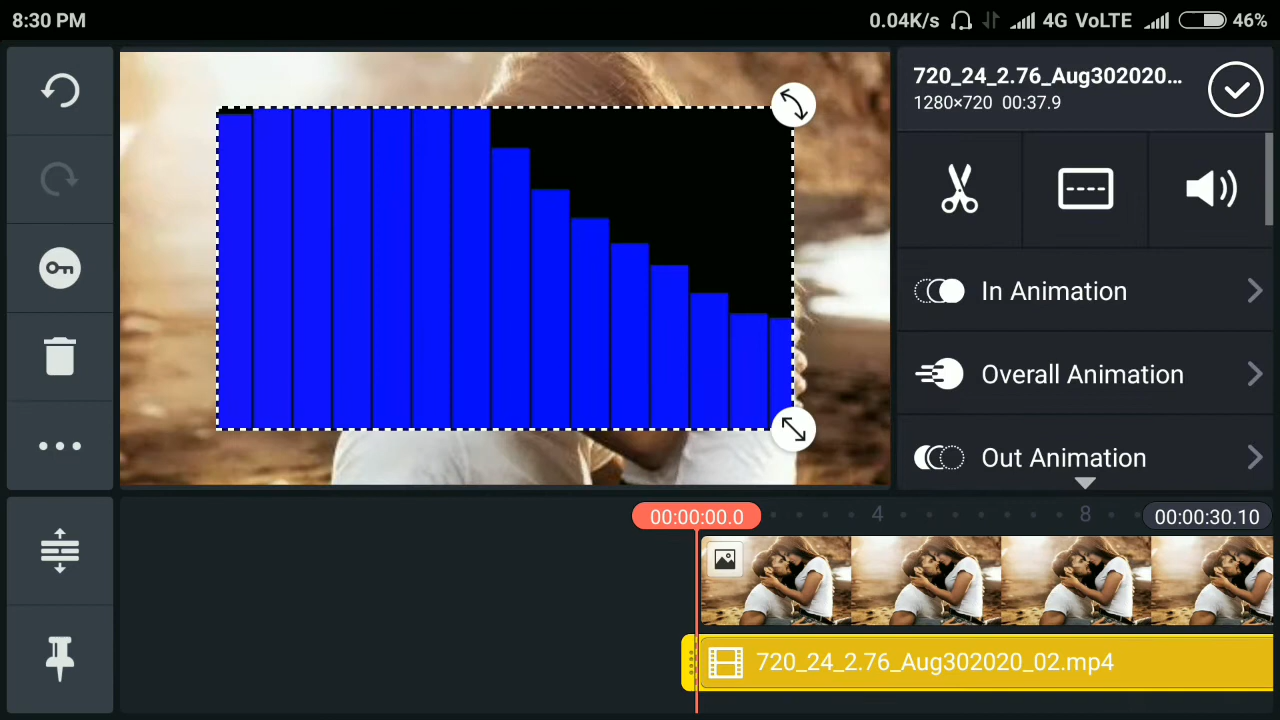 8:30 PM
0.04K/s 4G VoLTE 46%
720_24_2.76_Aug302020...
1280×720 00:37.9
In Animation
Overall Animation
Out Animation
00:00:00.0 4 8 00:00:30.10
720_24_2.76_Aug302020_02.mp4